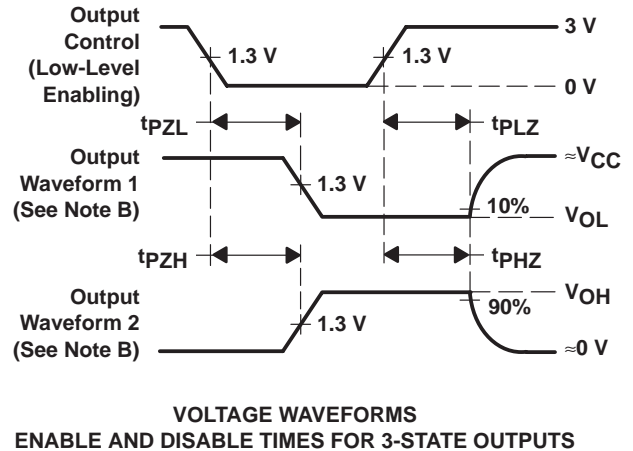 Output
Control
(Low-Level
Enabling)
1.3 V
1.3 V
3 V
0 V
tPZL
tPLZ
Output
Waveform 1
(See Note B)
1.3 V
10%
≈VCC
VOL
tPZH
tPHZ
Output
Waveform 2
(See Note B)
1.3 V
90%
VOH
≈0 V
VOLTAGE WAVEFORMS
ENABLE AND DISABLE TIMES FOR 3-STATE OUTPUTS